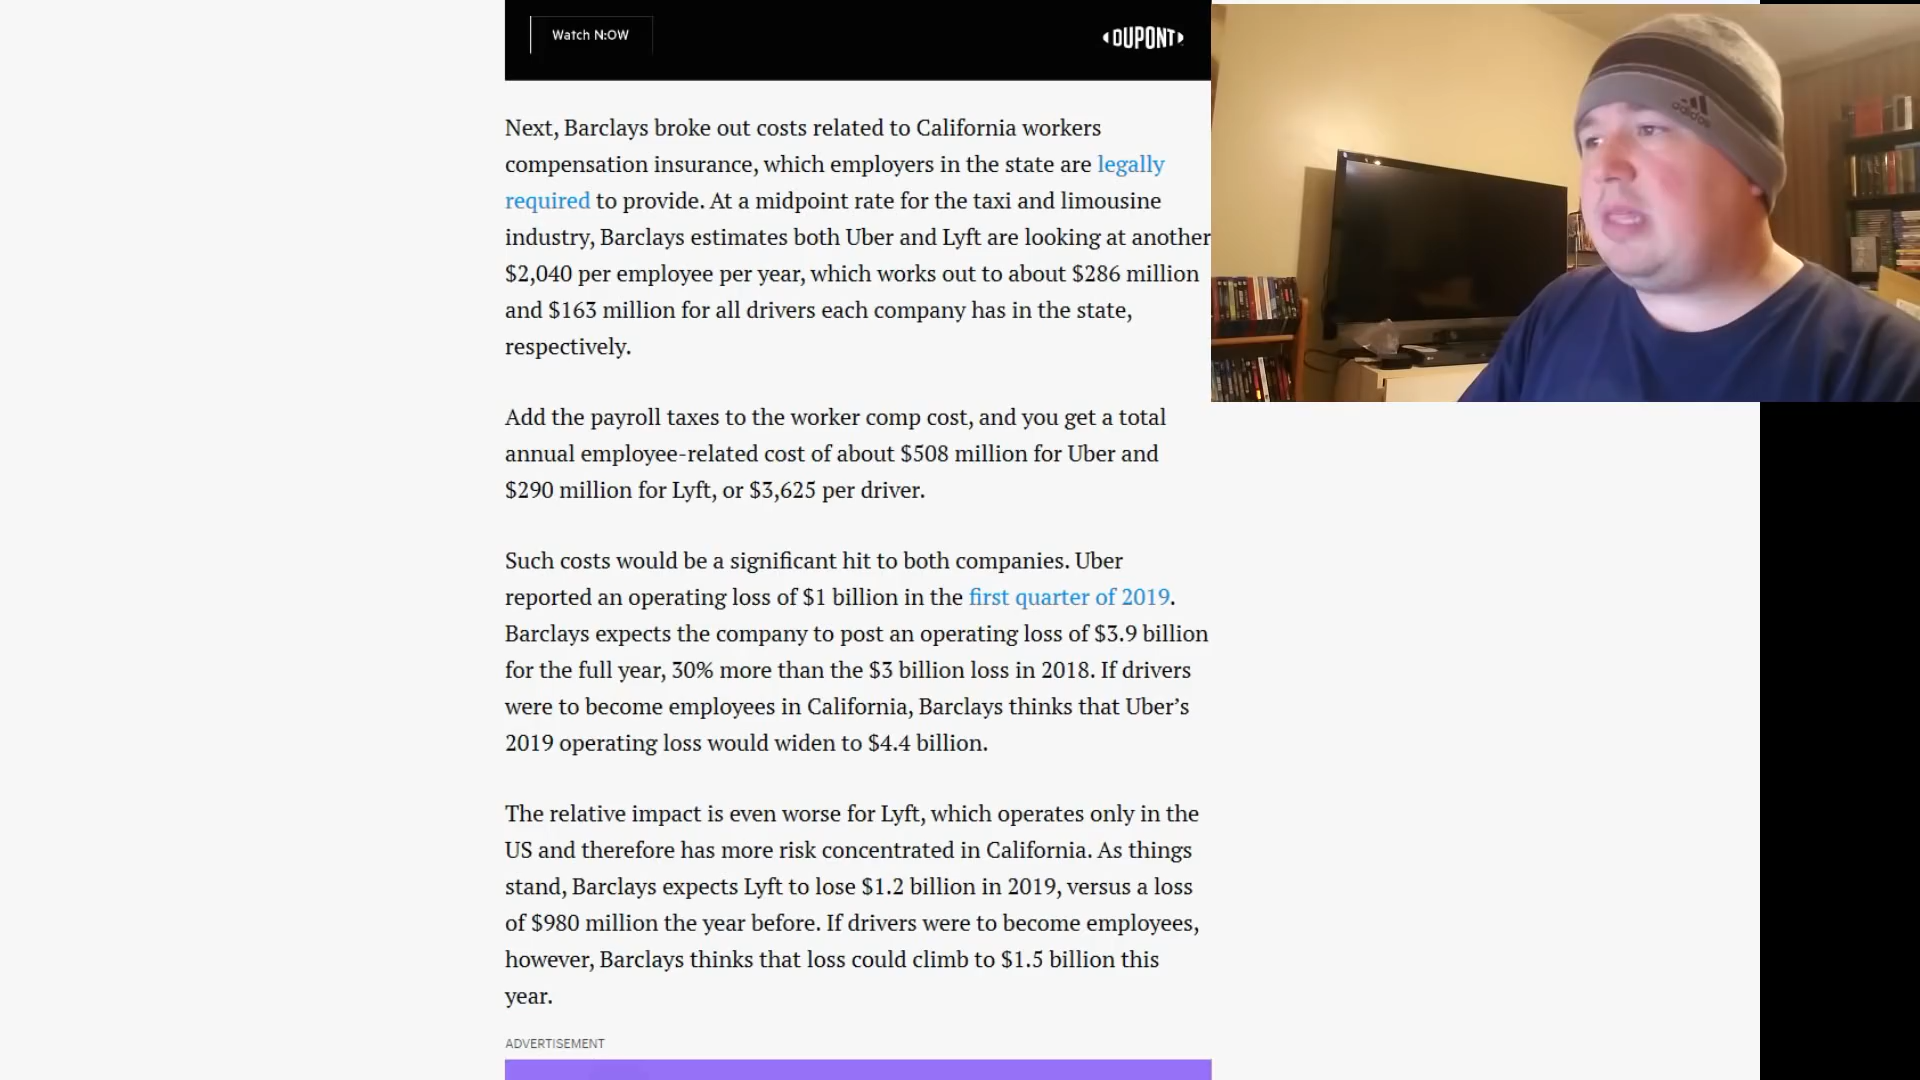 Watch N:OW
DUPONT
adidas
Next, Barclays broke out costs related to California workers
compensation insurance, which employers in the state are legally
required to provide. At a midpoint rate for the taxi and limousine
industry, Barclays estimates both Uber and Lyft are looking at another
$2,040 per employee per year, which works out to about $286 million
and $163 million for all drivers each company has in the state,
respectively.
Add the payroll taxes to the worker comp cost, and you get a total
annual employee-related cost of about $508 million for Uber and
$290 million for Lyft, or $3,625 per driver.
Such costs would be a significant hit to both companies. Uber
reported an operating loss of $1 billion in the first quarter of 2019.
Barclays expects the company to post an operating loss of $3.9 billion
for the full year, 30% more than the $3 billion loss in 2018. If drivers
were to become employees in California, Barclays thinks that Uber’s
2019 operating loss would widen to $4.4 billion.
The relative impact is even worse for Lyft, which operates only in the
US and therefore has more risk concentrated in California. As things
stand, Barclays expects Lyft to lose $1.2 billion in 2019, versus a loss
of $980 million the year before. If drivers were to become employees,
however, Barclays thinks that loss could climb to $1.5 billion this
year.
ADVERTISEMENT